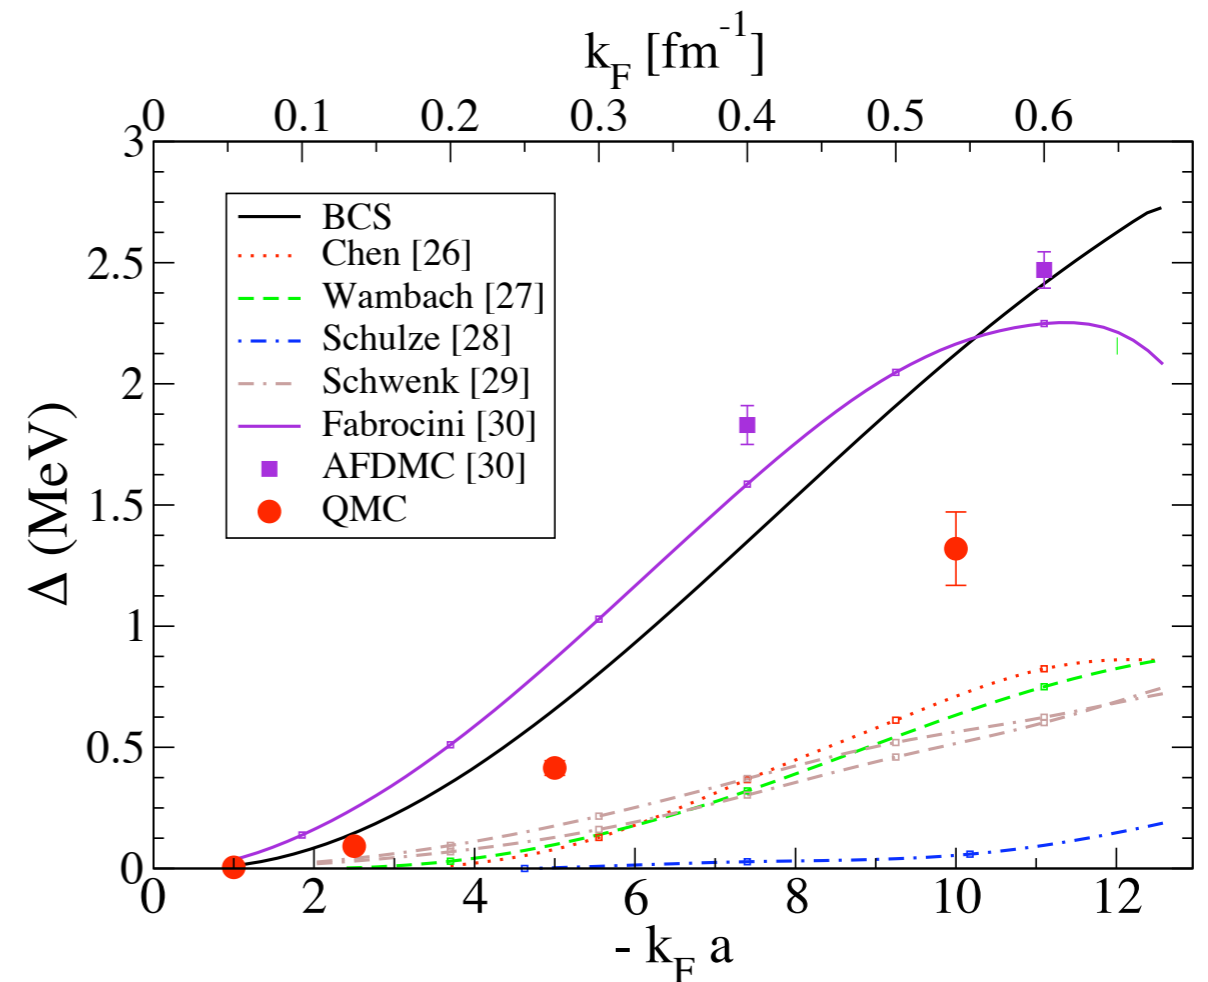 k_F [fm^-1]
0 0.1 0.2 0.3 0.4 0.5 0.6
3
BCS
Chen [26]
2.5
Wambach [27]
Schulze [28]
Schwenk [29]
2
Fabrocini [30]
AFDMC [30]
QMC
1.5
1
0.5
0
Δ (MeV)
0 2 4 6 8 10 12
- k_F a